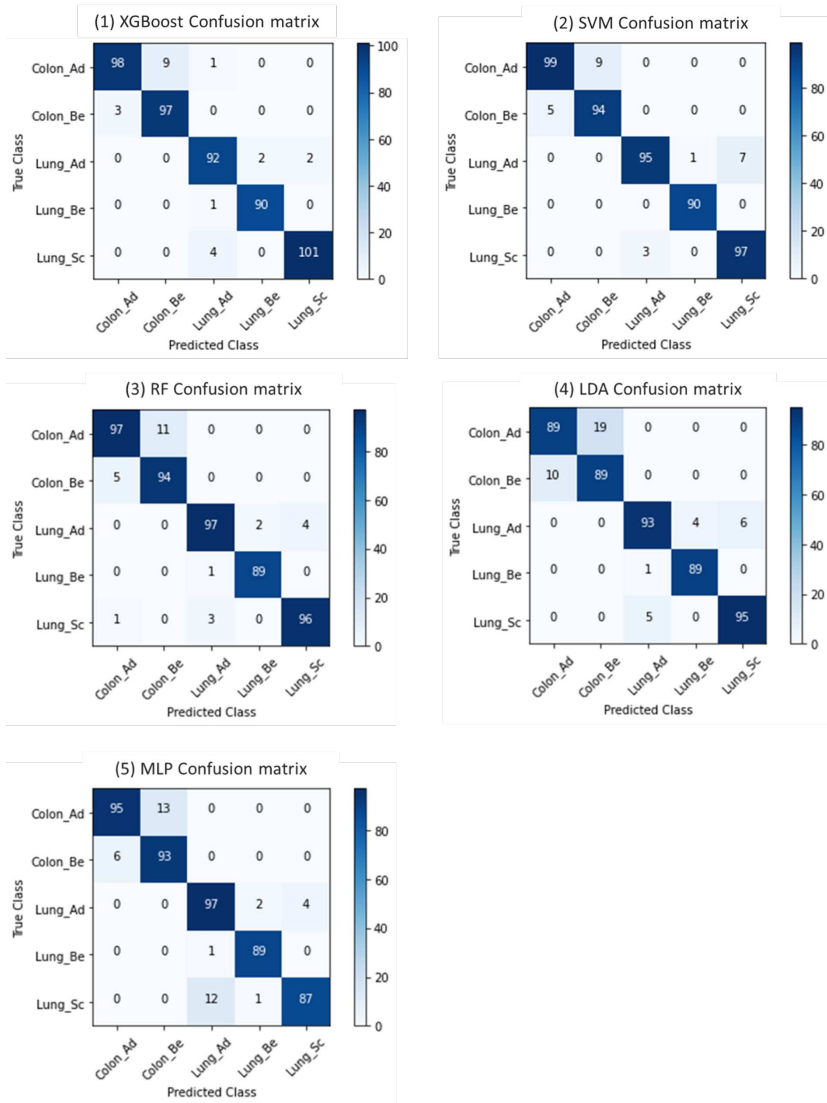 (1) XGBoost Confusion matrix
True Class
Colon_Ad 98 9 1 0 0
Colon_Be 3 97 0 0 0
Lung_Ad 0 0 92 2 2
Lung_Be 0 0 1 90 0
Lung_Sc 0 0 4 0 101
Colon_Ad Colon_Be Lung_Ad Lung_Be Lung_Sc
Predicted Class
100
80
60
40
20
0
(2) SVM Confusion matrix
True Class
Colon_Ad 99 9 0 0 0
Colon_Be 5 94 0 0 0
Lung_Ad 0 0 95 1 7
Lung_Be 0 0 0 90 0
Lung_Sc 0 0 3 0 97
Colon_Ad Colon_Be Lung_Ad Lung_Be Lung_Sc
Predicted Class
80
60
40
20
0
(3) RF Confusion matrix
True Class
Colon_Ad 97 11 0 0 0
Colon_Be 5 94 0 0 0
Lung_Ad 0 0 97 2 4
Lung_Be 0 0 1 89 0
Lung_Sc 1 0 3 0 96
Colon_Ad Colon_Be Lung_Ad Lung_Be Lung_Sc
Predicted Class
80
60
40
20
0
(4) LDA Confusion matrix
True Class
Colon_Ad 89 19 0 0 0
Colon_Be 10 89 0 0 0
Lung_Ad 0 0 93 4 6
Lung_Be 0 0 1 89 0
Lung_Sc 0 0 5 0 95
Colon_Ad Colon_Be Lung_Ad Lung_Be Lung_Sc
Predicted Class
80
60
40
20
0
(5) MLP Confusion matrix
True Class
Colon_Ad 95 13 0 0 0
Colon_Be 6 93 0 0 0
Lung_Ad 0 0 97 2 4
Lung_Be 0 0 1 89 0
Lung_Sc 0 0 12 1 87
Colon_Ad Colon_Be Lung_Ad Lung_Be Lung_Sc
Predicted Class
80
60
40
20
0